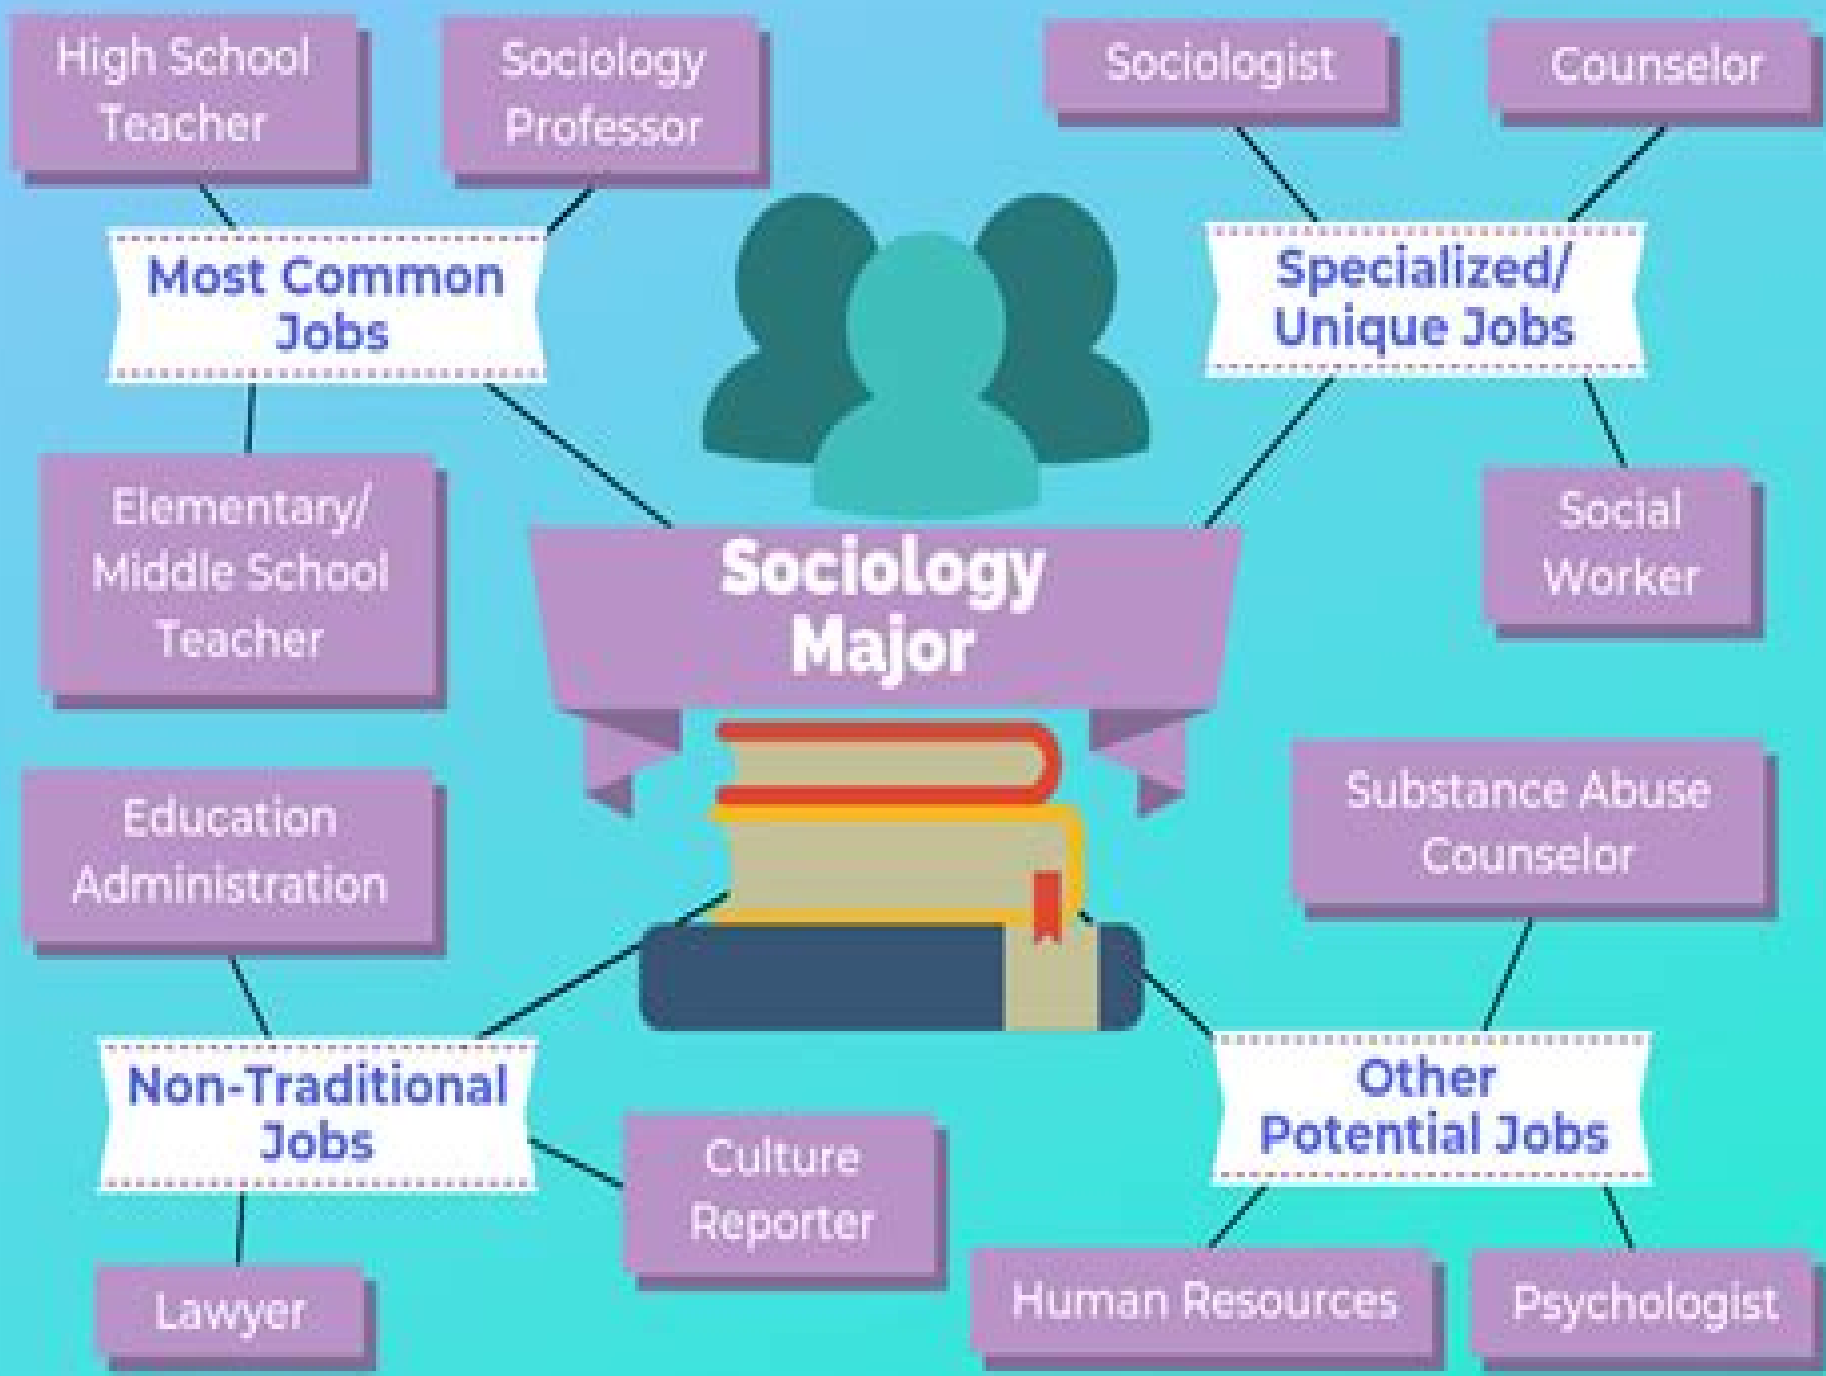 High School
Teacher
Sociology
Professor
Most Common
Jobs
Elementary/
Middle School
Teacher
Sociologist
Counselor
Specialized/
Unique Jobs
Social
Worker
Sociology
Major
Education
Administration
Non-Traditional
Jobs
Culture
Reporter
Lawyer
Substance Abuse
Counselor
Other
Potential Jobs
Human Resources
Psychologist